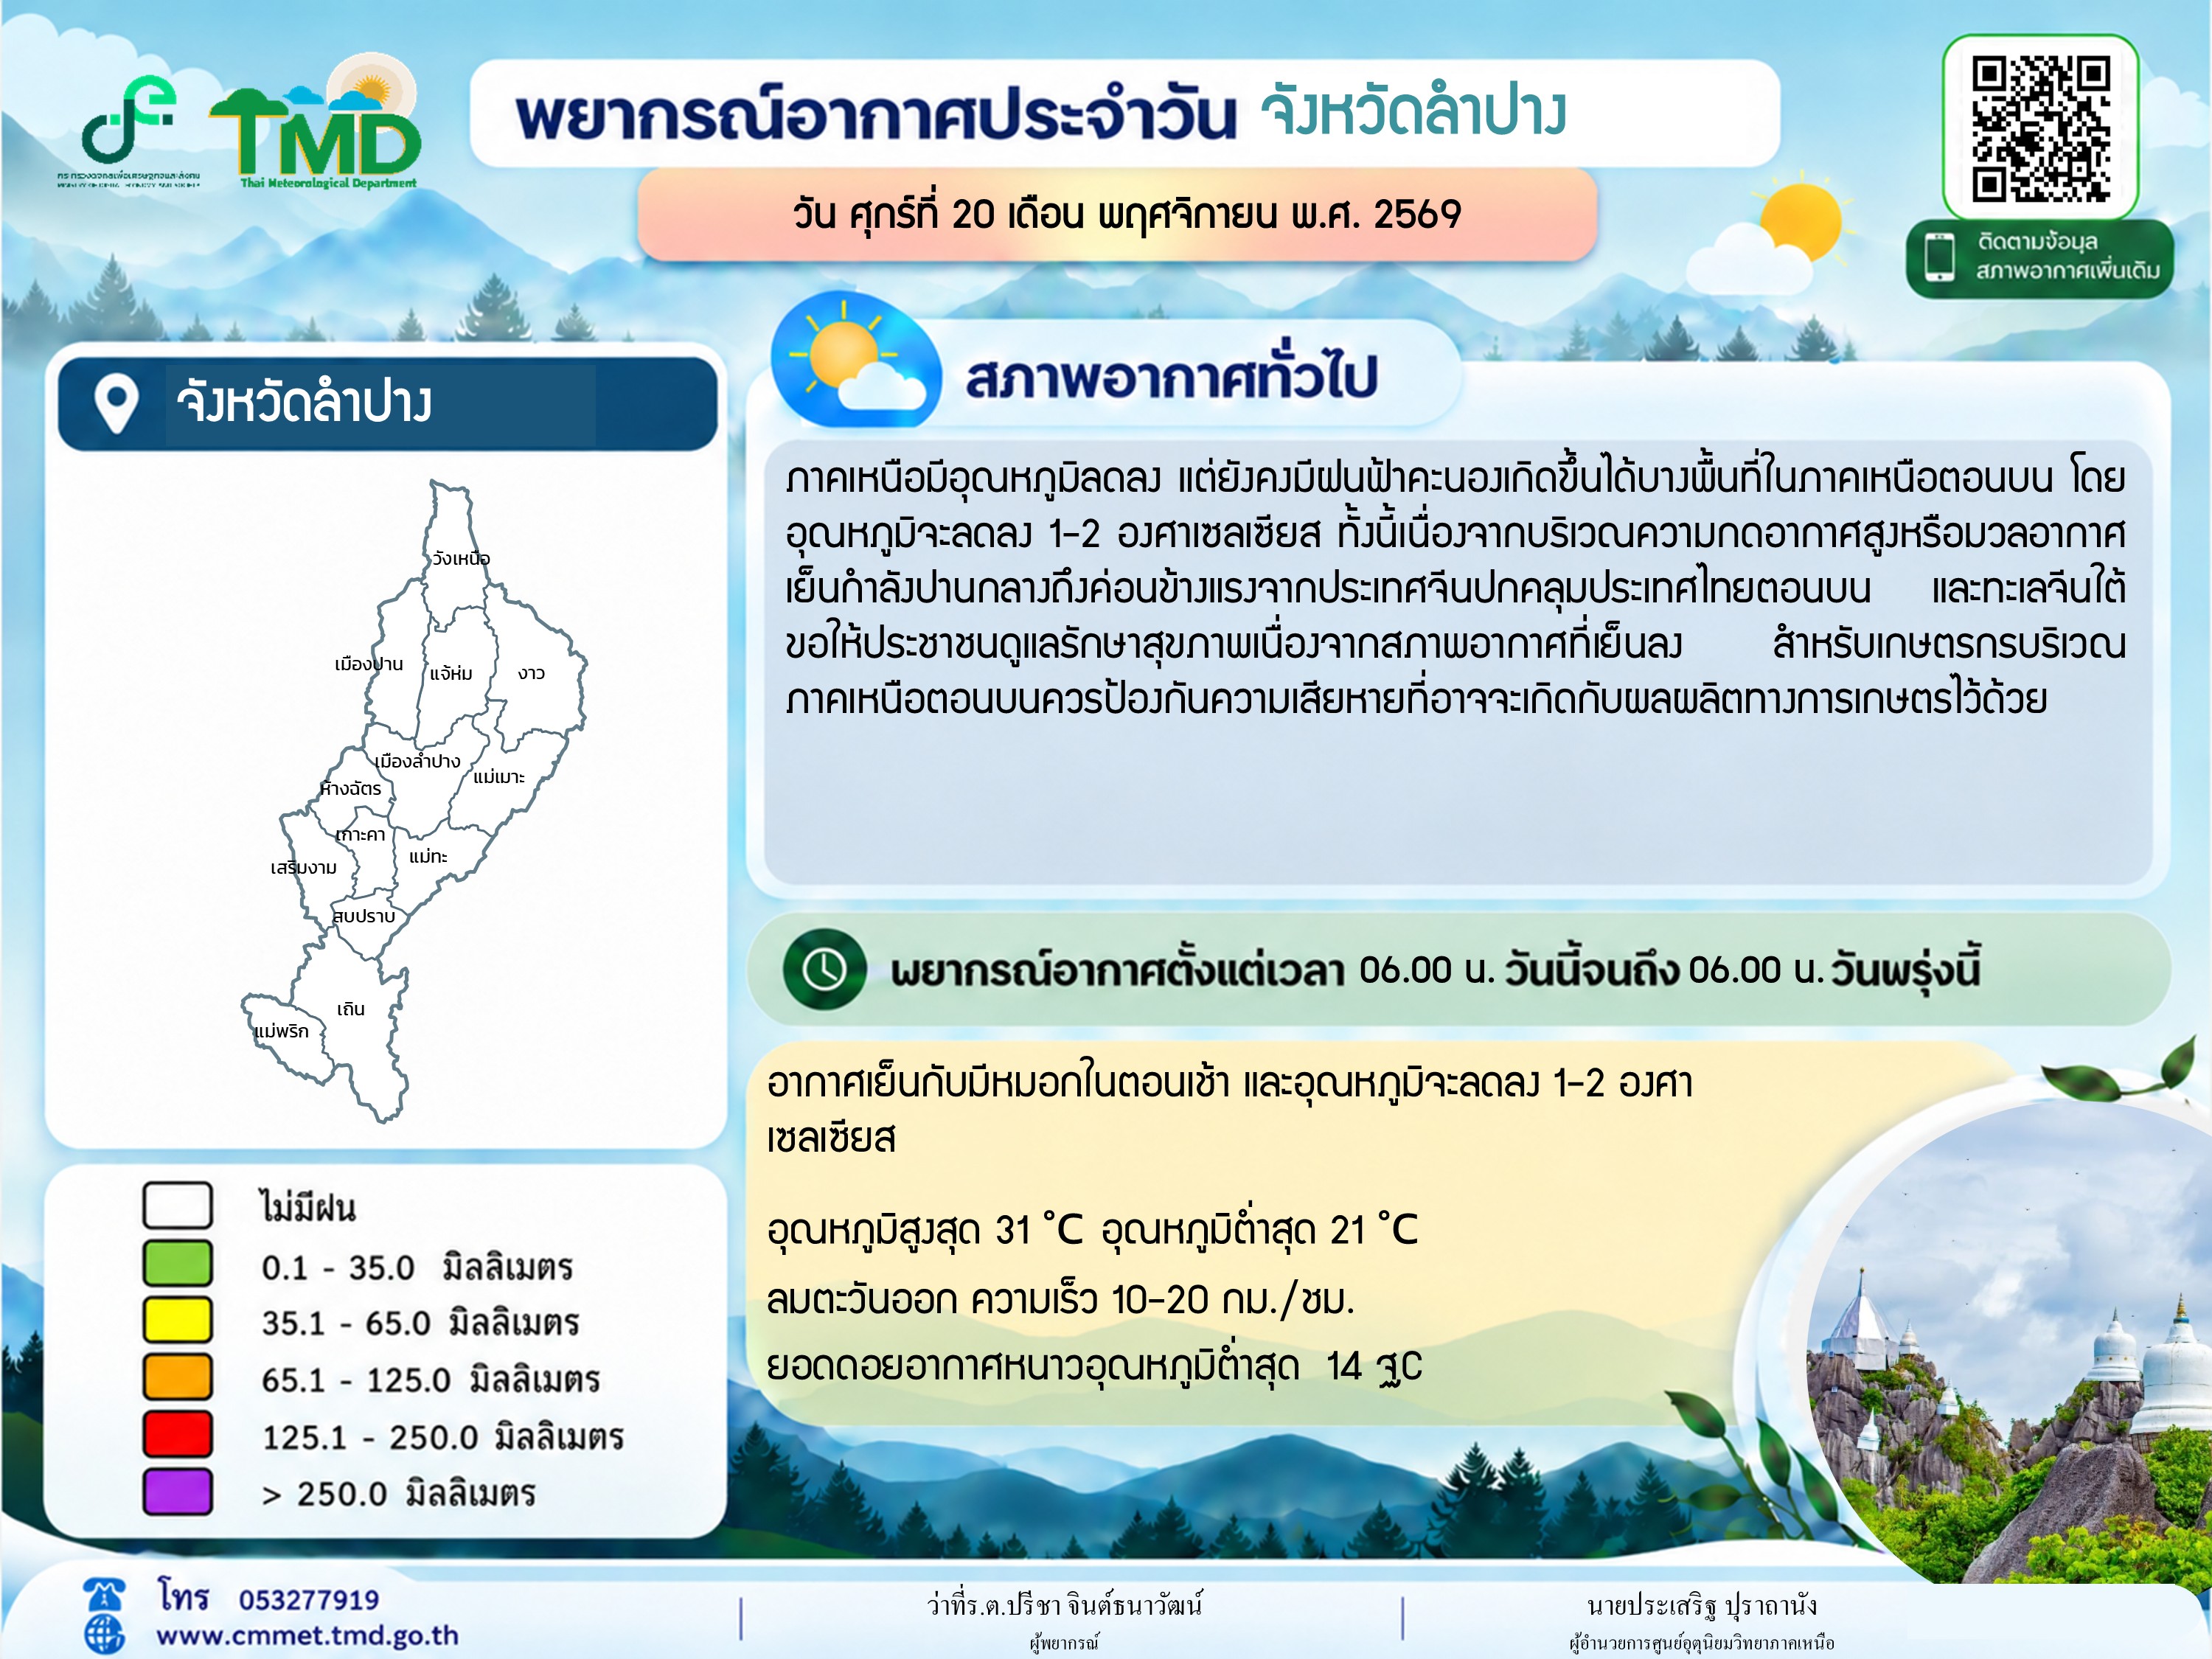 พยากรณ์อากาศประจำวัน จังหวัดลำปาง
วัน ศุกร์ที่ 20 เดือน พฤศจิกายน พ.ศ. 2569
TMD
Thai Meteorological Department
ติดตามข้อมูล
สภาพอากาศเพิ่มเติม
จังหวัดลำปาง
วังเหนือ
เมืองปาน
แจ้ห่ม
งาว
เมืองลำปาง
แม่เมาะ
ห้างฉัตร
เกาะคา
แม่ทะ
เสริมงาม
สบปราบ
เถิน
แม่พริก
ไม่มีฝน
0.1 - 35.0 มิลลิเมตร
35.1 - 65.0 มิลลิเมตร
65.1 - 125.0 มิลลิเมตร
125.1 - 250.0 มิลลิเมตร
> 250.0 มิลลิเมตร
สภาพอากาศทั่วไป
ภาคเหนือมีอุณหภูมิลดลง แต่ยังคงมีฝนฟ้าคะนองเกิดขึ้นได้บางพื้นที่ในภาคเหนือตอนบน โดย
อุณหภูมิจะลดลง 1-2 องศาเซลเซียส ทั้งนี้เนื่องจากบริเวณความกดอากาศสูงหรือมวลอากาศ
เย็นกำลังปานกลางถึงค่อนข้างแรงจากประเทศจีนปกคลุมประเทศไทยตอนบน และทะเลจีนใต้
ขอให้ประชาชนดูแลรักษาสุขภาพเนื่องจากสภาพอากาศที่เย็นลง สำหรับเกษตรกรบริเวณ
ภาคเหนือตอนบนควรป้องกันความเสียหายที่อาจจะเกิดกับผลผลิตทางการเกษตรไว้ด้วย
พยากรณ์อากาศตั้งแต่เวลา 06.00 น. วันนี้จนถึง 06.00 น. วันพรุ่งนี้
อากาศเย็นกับมีหมอกในตอนเช้า และอุณหภูมิจะลดลง 1-2 องศา
เซลเซียส
อุณหภูมิสูงสุด 31 °C อุณหภูมิต่ำสุด 21 °C
ลมตะวันออก ความเร็ว 10-20 กม./ชม.
ยอดดอยอากาศหนาวอุณหภูมิต่ำสุด 14 ฐC
โทร 053277919
www.cmmet.tmd.go.th
ว่าที่ร.ต.ปรีชา จินต์ธนาวัฒน์
ผู้พยากรณ์
นายประเสริฐ ปุราถานัง
ผู้อำนวยการศูนย์อุตุนิยมวิทยาภาคเหนือ